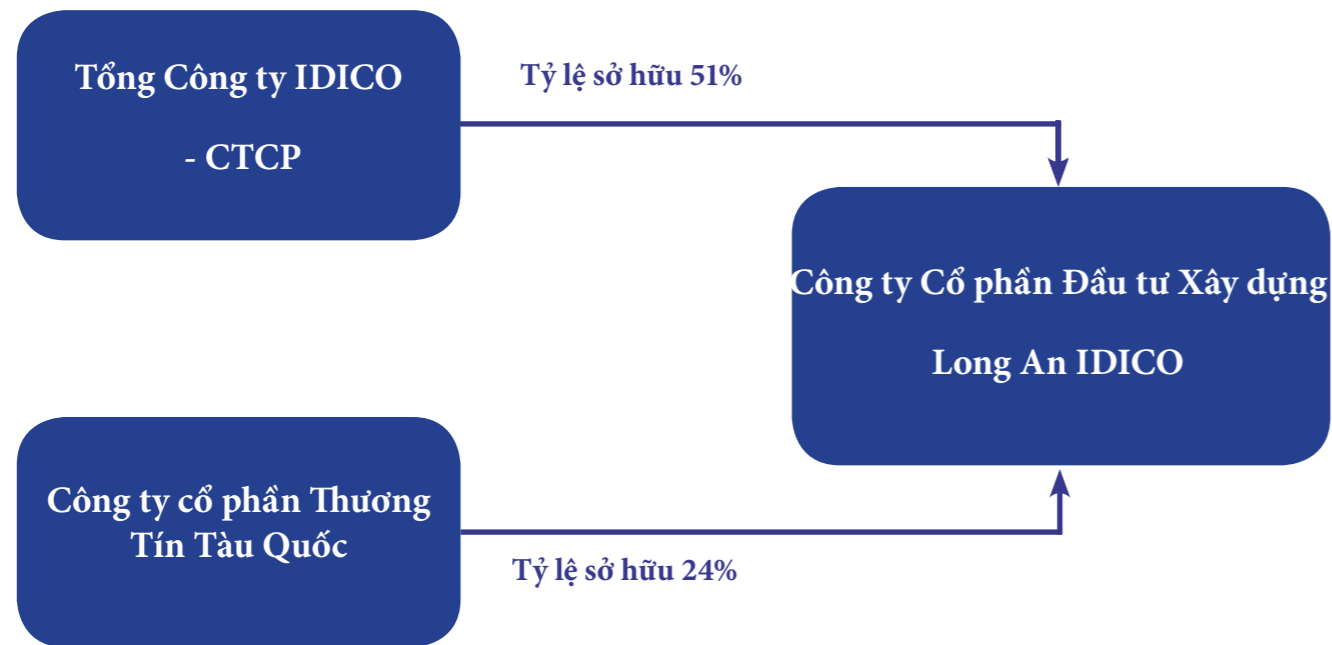 Tổng Công ty IDICO
- CTCP
Tỷ lệ sở hữu 51%
Công ty Cổ phần Đầu tư Xây dựng
Long An IDICO
Công ty cổ phần Thương
Tín Tàu Quốc
Tỷ lệ sở hữu 24%